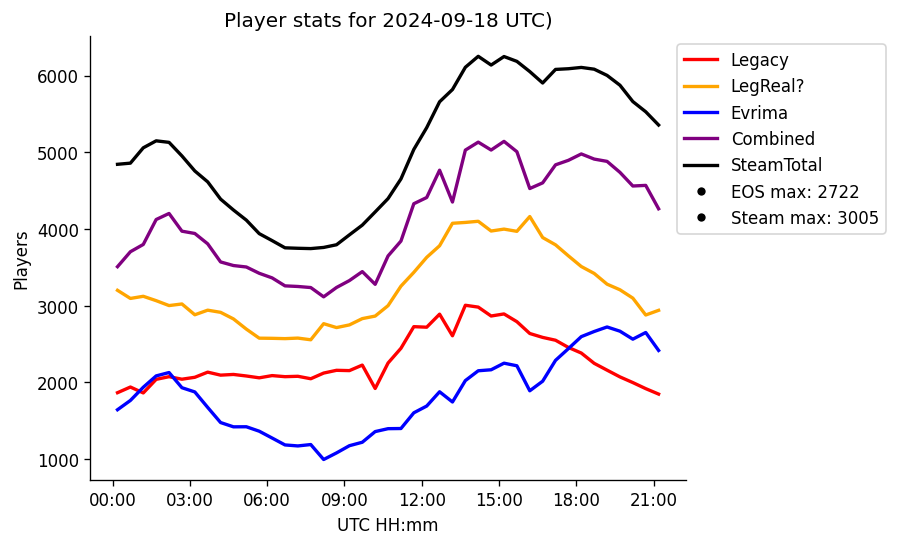 Player stats for 2024-09-18 UTC)
Legacy
LegReal?
Evrima
Combined
SteamTotal
EOS max: 2722
Steam max: 3005
Players
6000
5000
4000
3000
2000
1000
00:00 03:00 06:00 09:00 12:00 15:00 18:00 21:00
UTC HH:mm